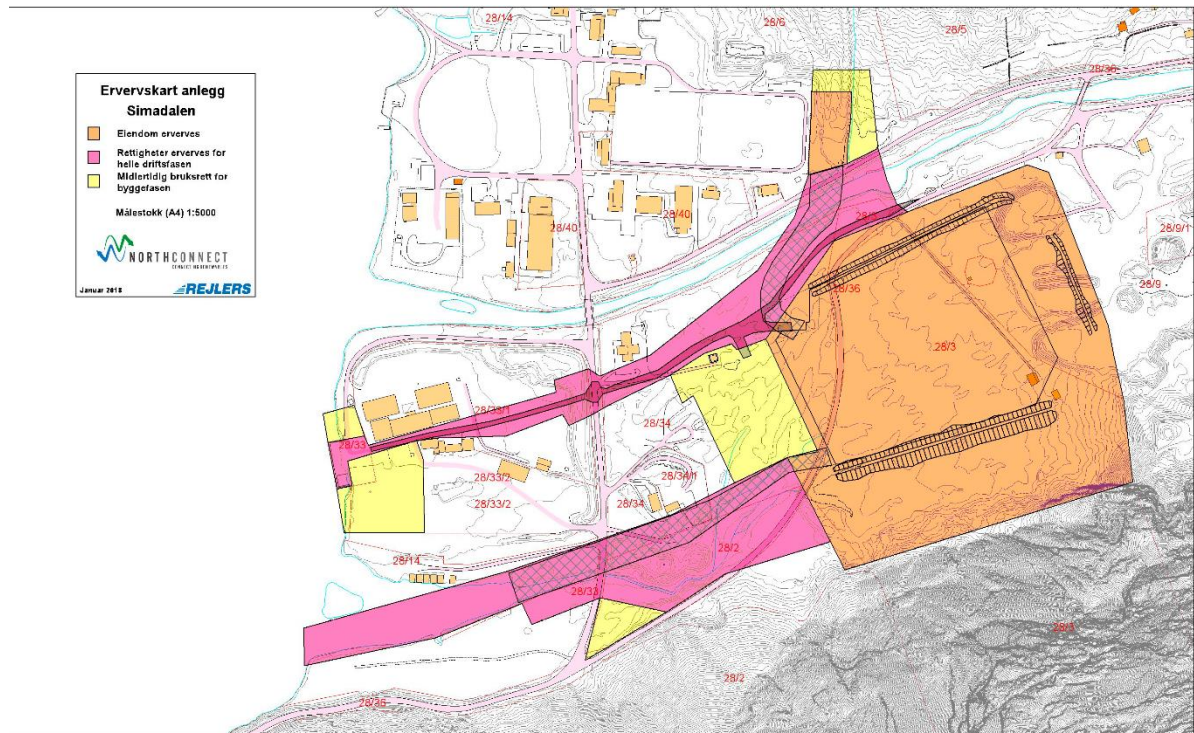 Ervervskart anlegg
Simadalen
Eiendom erverves
Rettigheter erverves for
helle driftsfasen
Midlertidig bruksrett for
byggefasen
Målestokk (A4) 1:5000
NORTHCONNECT
Januar 2018
REJLERS
28/14
28/6
28/5
28/36
28/40
28/40
28/9/1
28/9
28/36
28/3
28/33/1
28/34
28/33
28/33/2
28/34/1
28/33/2
28/34
28/2
28/14
28/33
28/3
28/2
28/36